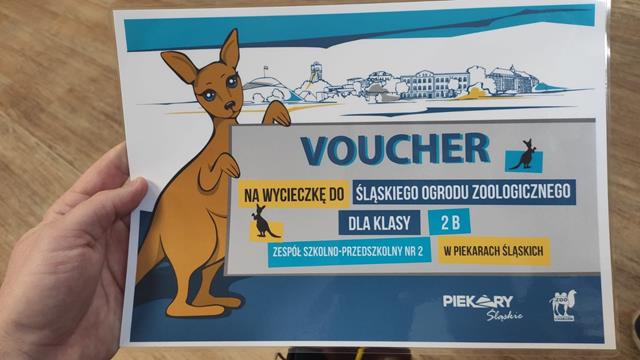 VOUCHER
NA WYCIECZKĘ DO ŚLĄSKIEGO OGRODU ZOOLOGICZNEGO
DLA KLASY 2 B
ZESPÓŁ SZKOLNO-PRZEDSZKOLNY NR 2 W PIEKARACH ŚLĄSKICH
PIEKARY
Śląskie
ZOO